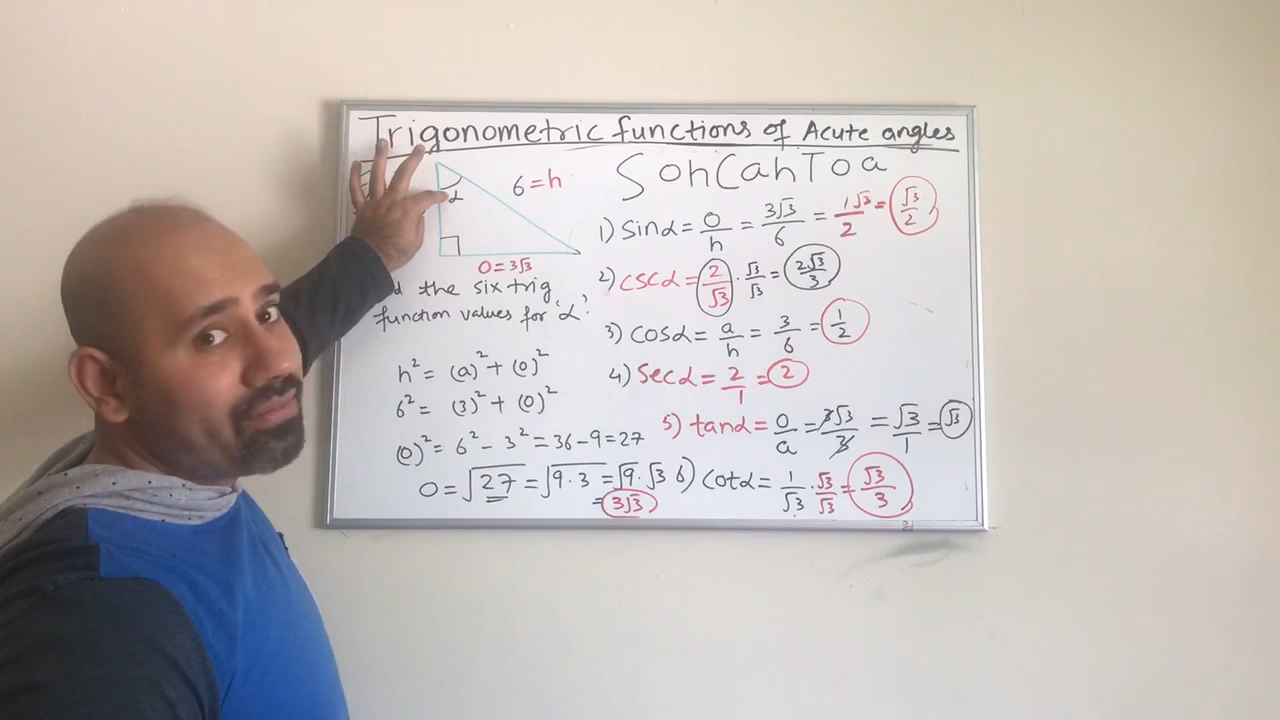 Trigonometric functions of Acute angles
SohCahToa
6 = h
α
O = 3√3
the six trig
function values for 'α'.
h² = (a)² + (o)²
6² = (3)² + (o)²
(o)² = 6² - 3² = 36 - 9 = 27
O = √27 = √9·3 = √9·√3
= 3√3
1) Sinα = O/h = 3√3/6 = 1√3/2 = √3/2
2) cscα = 2/√3 · √3/√3 = 2√3/3
3) cosα = a/h = 3/6 = 1/2
4) Secα = 2/1 = 2
5) tanα = O/a = 3√3/3 = √3/1 = √3
6) Cotα = 1/√3 · √3/√3 = √3/3